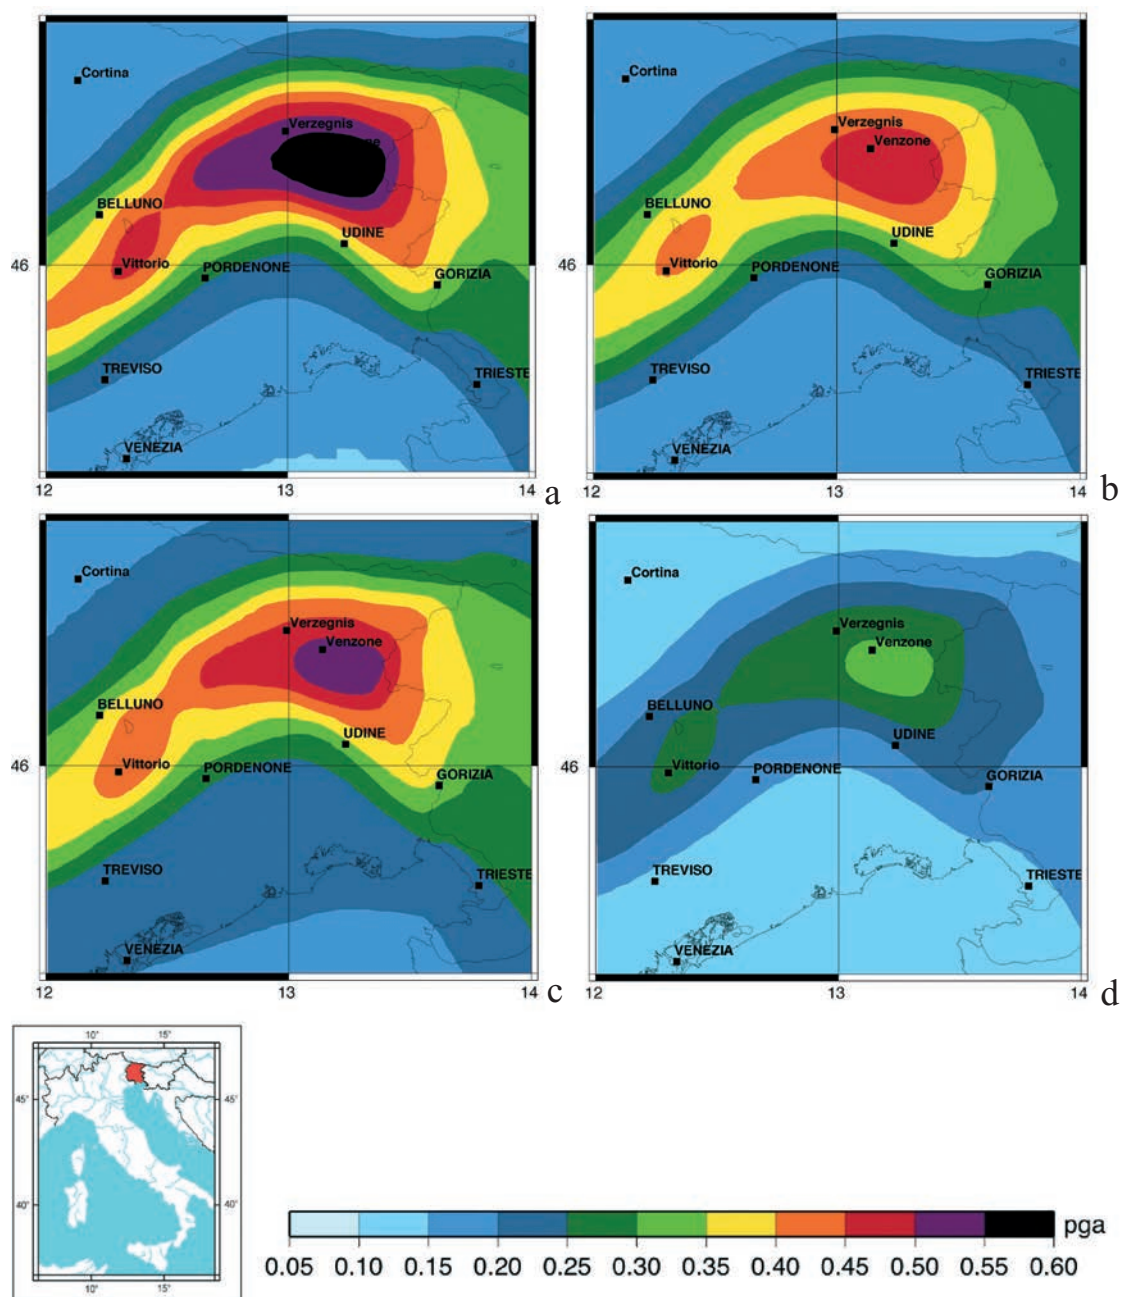 Cortina
Verzegnis
ne
BELLUNO
UDINE
46
Vittorio
PORDENONE
GORIZIA
TREVISO
TRIESTE
VENEZIA
12
13
14
a
Cortina
Verzegnis
Venzone
BELLUNO
UDINE
46
Vittorio
PORDENONE
GORIZIA
TREVISO
TRIESTE
VENEZIA
12
13
14
b
Cortina
Verzegnis
Venzone
BELLUNO
UDINE
46
Vittorio
PORDENONE
GORIZIA
TREVISO
TRIESTE
VENEZIA
12
13
14
c
Cortina
Verzegnis
Venzone
BELLUNO
UDINE
46
Vittorio
PORDENONE
GORIZIA
TREVISO
TRIESTE
VENEZIA
12
13
14
d
10° 15°
45° 45°
40° 40°
10° 15°
pga
0.05 0.10 0.15 0.20 0.25 0.30 0.35 0.40 0.45 0.50 0.55 0.60